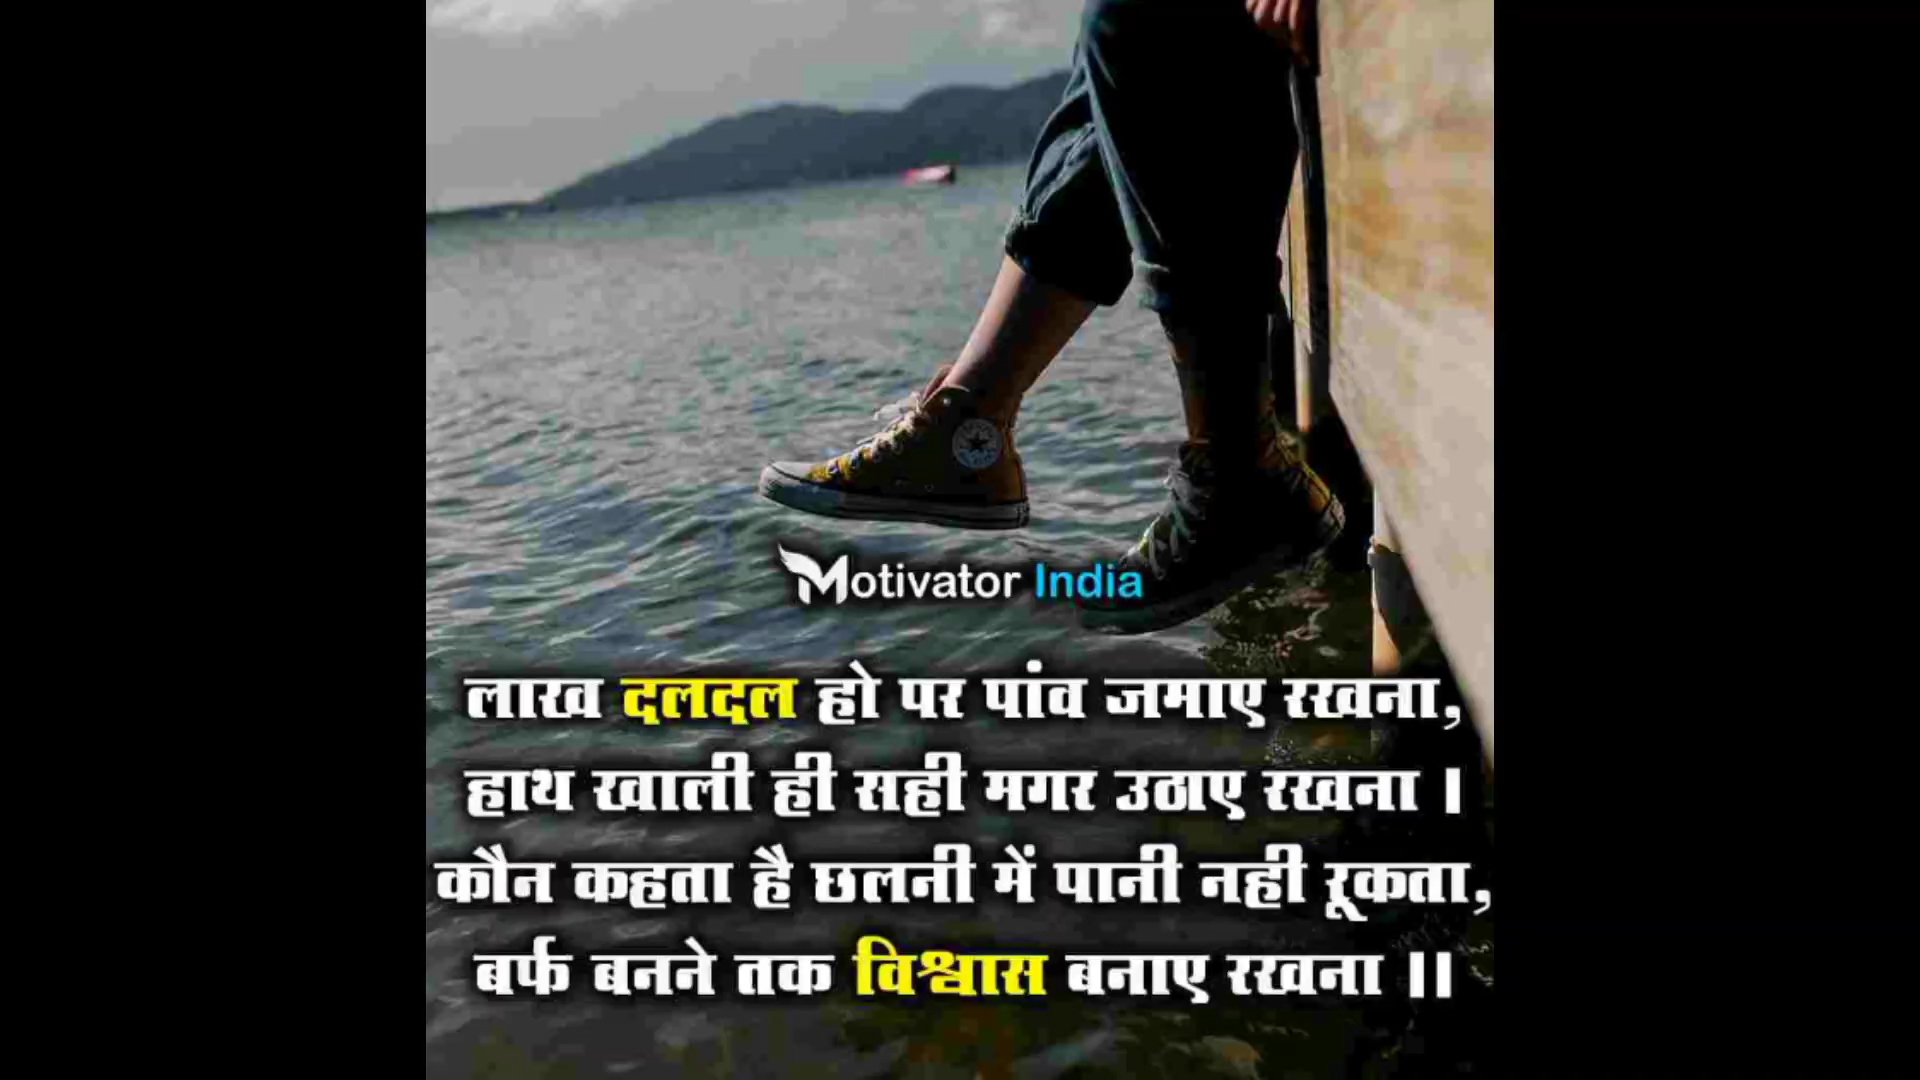 Motivator India
लाख दलदल हो पर पांव जमाए रखना,
हाथ खाली ही सही मगर उठाए रखना ।
कौन कहता है छलनी में पानी नही रूकता,
बर्फ बनने तक विश्वास बनाए रखना ।।